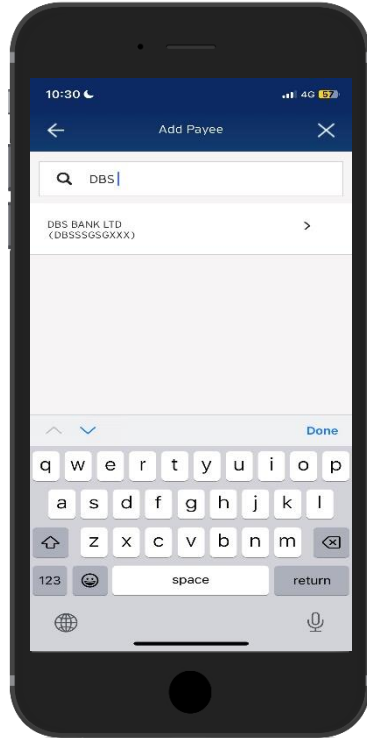 10:30
4G 57
Add Payee
DBS
DBS BANK LTD
(DBSSSGSGXXX)
Done
q w e r t y u i o p
a s d f g h j k l
z x c v b n m
123 space return